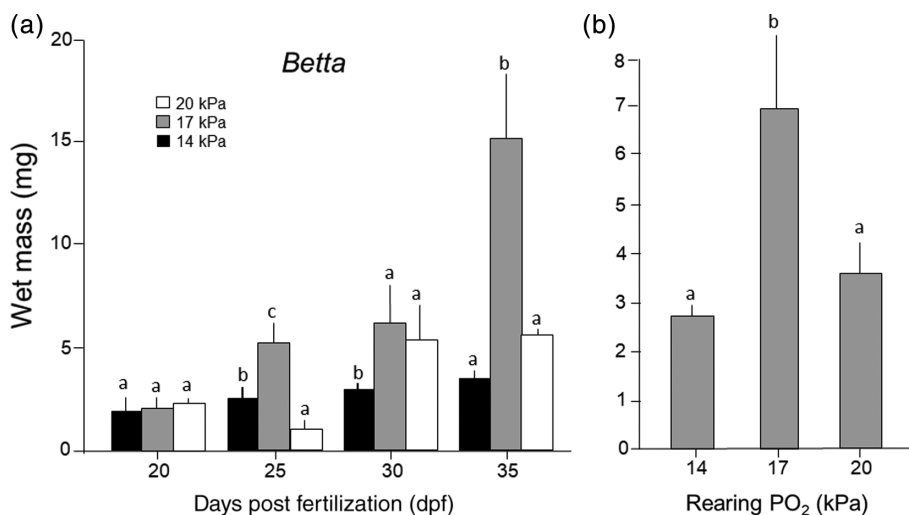 (a)
Betta
20 kPa
17 kPa
14 kPa
Wet mass (mg)
20
15
10
5
0
a a a
b c a
b a a
a b a
20 25 30 35
Days post fertilization (dpf)
(b)
8
7
6
5
4
3
2
1
0
a b a
14 17 20
Rearing PO₂ (kPa)